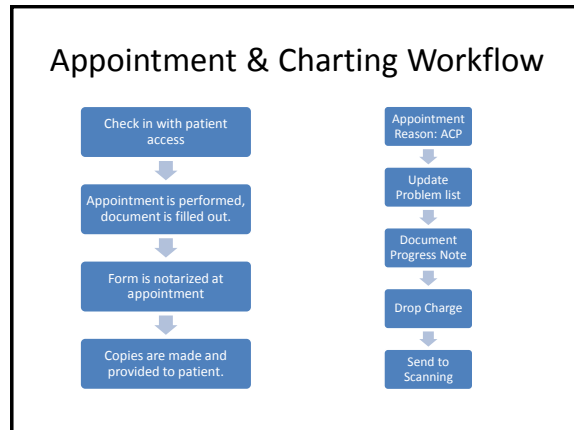 Appointment & Charting Workflow
Check in with patient
access
Appointment is performed,
document is filled out.
Form is notarized at
appointment
Copies are made and
provided to patient.
Appointment
Reason: ACP
Update
Problem list
Document
Progress Note
Drop Charge
Send to
Scanning